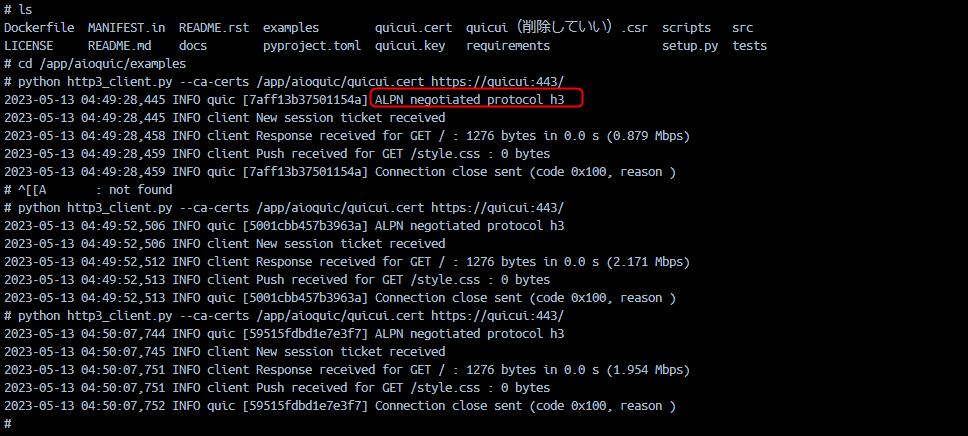 # ls
Dockerfile MANIFEST.in README.rst examples quicui.cert quicui（削除していい）.csr scripts src
LICENSE README.md docs pyproject.toml quicui.key requirements setup.py tests
# cd /app/aioquic/examples
# python http3_client.py --ca-certs /app/aioquic/quicui.cert https://quicui:443/
2023-05-13 04:49:28,445 INFO quic [7aff13b37501154a] ALPN negotiated protocol h3
2023-05-13 04:49:28,445 INFO client New session ticket received
2023-05-13 04:49:28,458 INFO client Response received for GET / : 1276 bytes in 0.0 s (0.879 Mbps)
2023-05-13 04:49:28,459 INFO client Push received for GET /style.css : 0 bytes
2023-05-13 04:49:28,459 INFO quic [7aff13b37501154a] Connection close sent (code 0x100, reason )
# ^[[A : not found
# python http3_client.py --ca-certs /app/aioquic/quicui.cert https://quicui:443/
2023-05-13 04:49:52,506 INFO quic [5001cbb457b3963a] ALPN negotiated protocol h3
2023-05-13 04:49:52,506 INFO client New session ticket received
2023-05-13 04:49:52,512 INFO client Response received for GET / : 1276 bytes in 0.0 s (2.171 Mbps)
2023-05-13 04:49:52,513 INFO client Push received for GET /style.css : 0 bytes
2023-05-13 04:49:52,513 INFO quic [5001cbb457b3963a] Connection close sent (code 0x100, reason )
# python http3_client.py --ca-certs /app/aioquic/quicui.cert https://quicui:443/
2023-05-13 04:50:07,744 INFO quic [59515fdbd1e7e3f7] ALPN negotiated protocol h3
2023-05-13 04:50:07,745 INFO client New session ticket received
2023-05-13 04:50:07,751 INFO client Response received for GET / : 1276 bytes in 0.0 s (1.954 Mbps)
2023-05-13 04:50:07,751 INFO client Push received for GET /style.css : 0 bytes
2023-05-13 04:50:07,752 INFO quic [59515fdbd1e7e3f7] Connection close sent (code 0x100, reason )
#